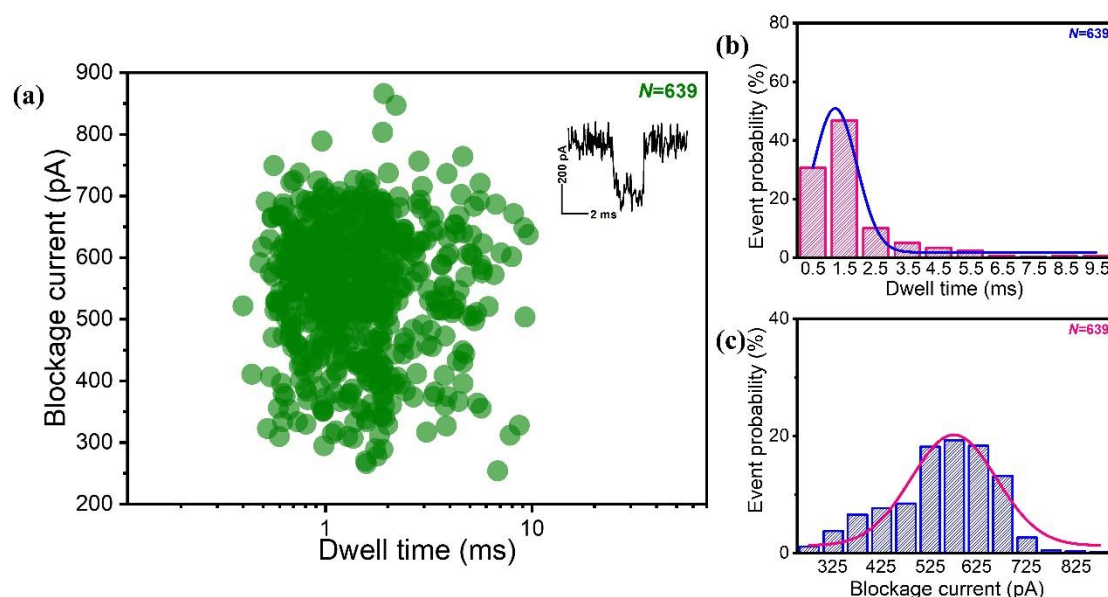 (a)
900
800
700
600
500
400
300
200
Blockage current (pA)
N=639
200 pA
2 ms
1
10
Dwell time (ms)
(b)
80
60
40
20
0
Event probability (%)
N=639
0.5 1.5 2.5 3.5 4.5 5.5 6.5 7.5 8.5 9.5
Dwell time (ms)
(c)
40
20
0
Event probability (%)
N=639
325 425 525 625 725 825
Blockage current (pA)